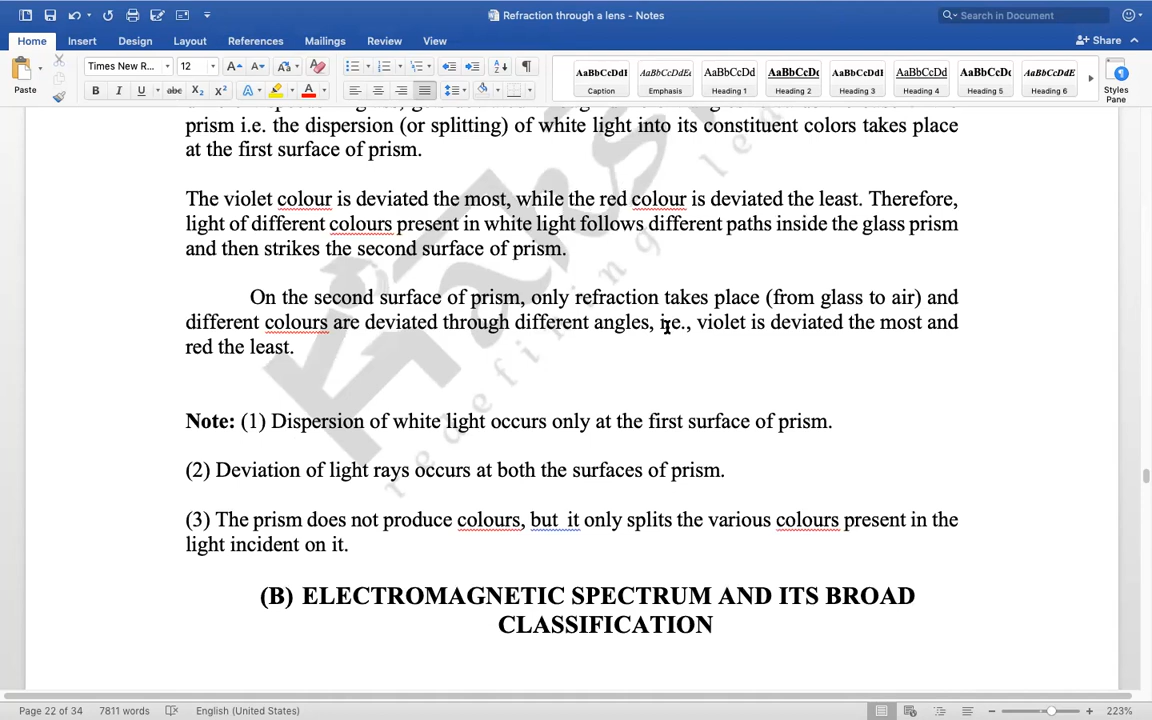 Refraction through a lens - Notes
Search in Document
Home Insert Design Layout References Mailings Review View
Share
Paste
Times New R... 12
AaBbCcDdI AaBbCcDdEe AaBbCcDd AaBbCcDc AaBbCcDdI AaBbCcDdI AaBbCcDc AaBbCcDdE
Caption Emphasis Heading 1 Heading 2 Heading 3 Heading 4 Heading 5 Heading 6
Styles Pane
prism i.e. the dispersion (or splitting) of white light into its constituent colors takes place
at the first surface of prism.
The violet colour is deviated the most, while the red colour is deviated the least. Therefore,
light of different colours present in white light follows different paths inside the glass prism
and then strikes the second surface of prism.
On the second surface of prism, only refraction takes place (from glass to air) and
different colours are deviated through different angles, i.e., violet is deviated the most and
red the least.
Note: (1) Dispersion of white light occurs only at the first surface of prism.
(2) Deviation of light rays occurs at both the surfaces of prism.
(3) The prism does not produce colours, but it only splits the various colours present in the
light incident on it.
(B) ELECTROMAGNETIC SPECTRUM AND ITS BROAD
CLASSIFICATION
Page 22 of 34 7811 words English (United States) 223%